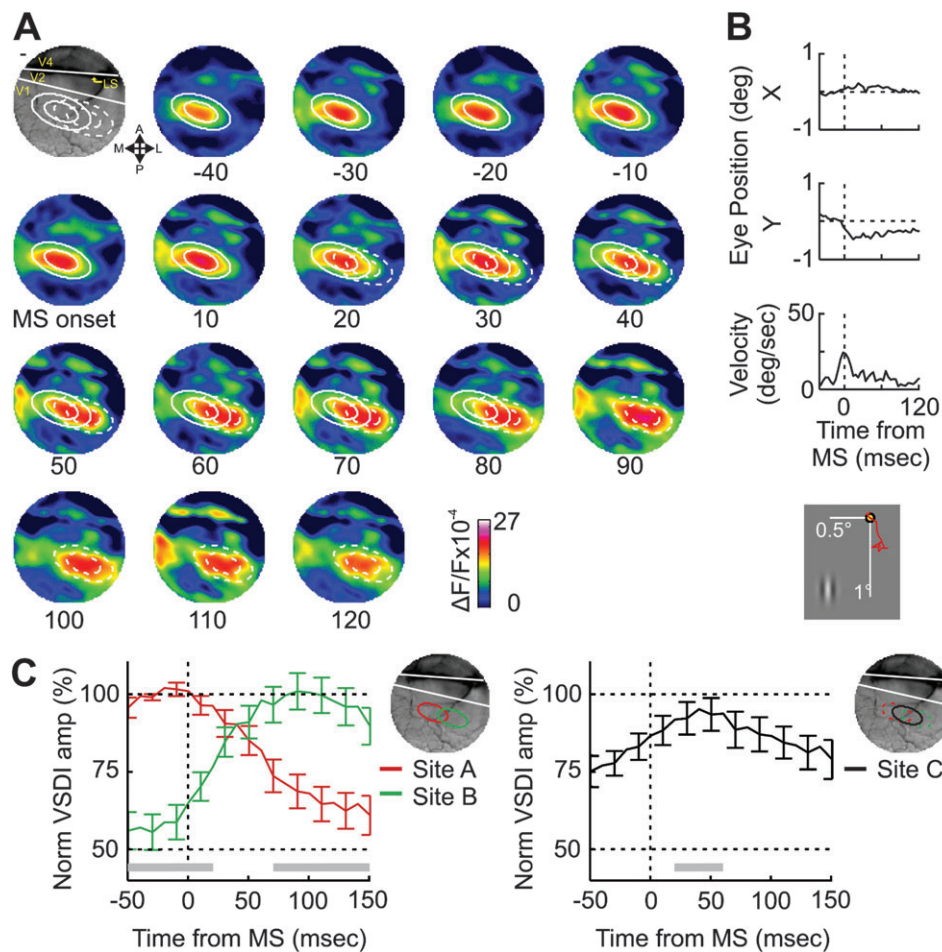 A
V4
V2
LS
V1
A
M L
P
-40
-30
-20
-10
MS onset
10
20
30
40
50
60
70
80
90
100
110
120
ΔF/Fx10⁻⁴
27
0
B
Eye Position (deg)
X
1
-1
Y
1
-1
Velocity
(deg/sec)
50
0
0 120
Time from
MS (msec)
0.5°
1°
C
Norm VSDI amp (%)
100
75
50
-50 0 50 100 150
Time from MS (msec)
Site A
Site B
Norm VSDI amp (%)
100
75
50
-50 0 50 100 150
Time from MS (msec)
Site C